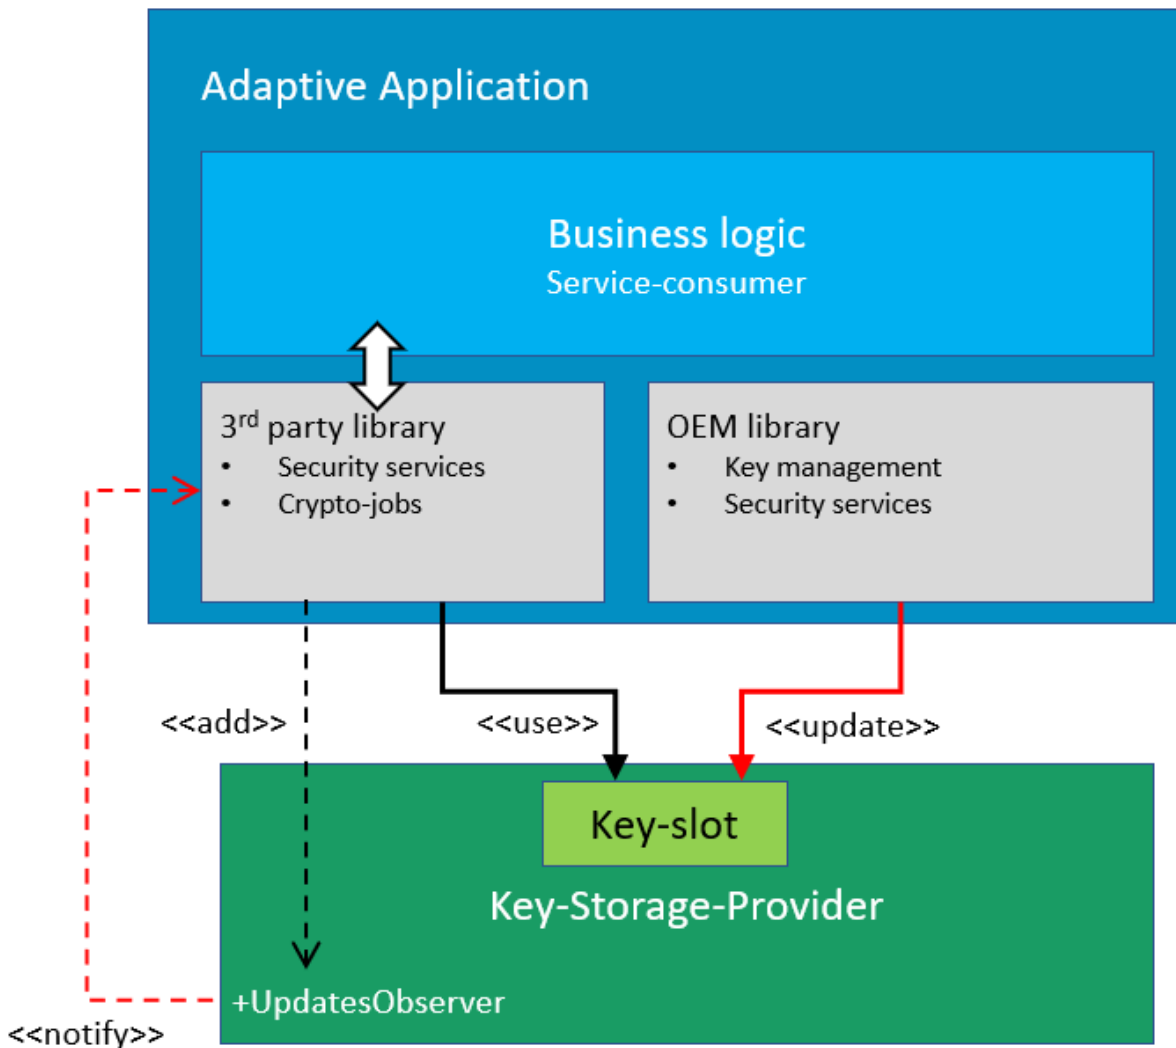 Adaptive Application
Business logic
Service-consumer
3rd party library
• Security services
• Crypto-jobs
OEM library
• Key management
• Security services
<<add>>
<<use>>
<<update>>
Key-slot
Key-Storage-Provider
+UpdatesObserver
<<notify>>